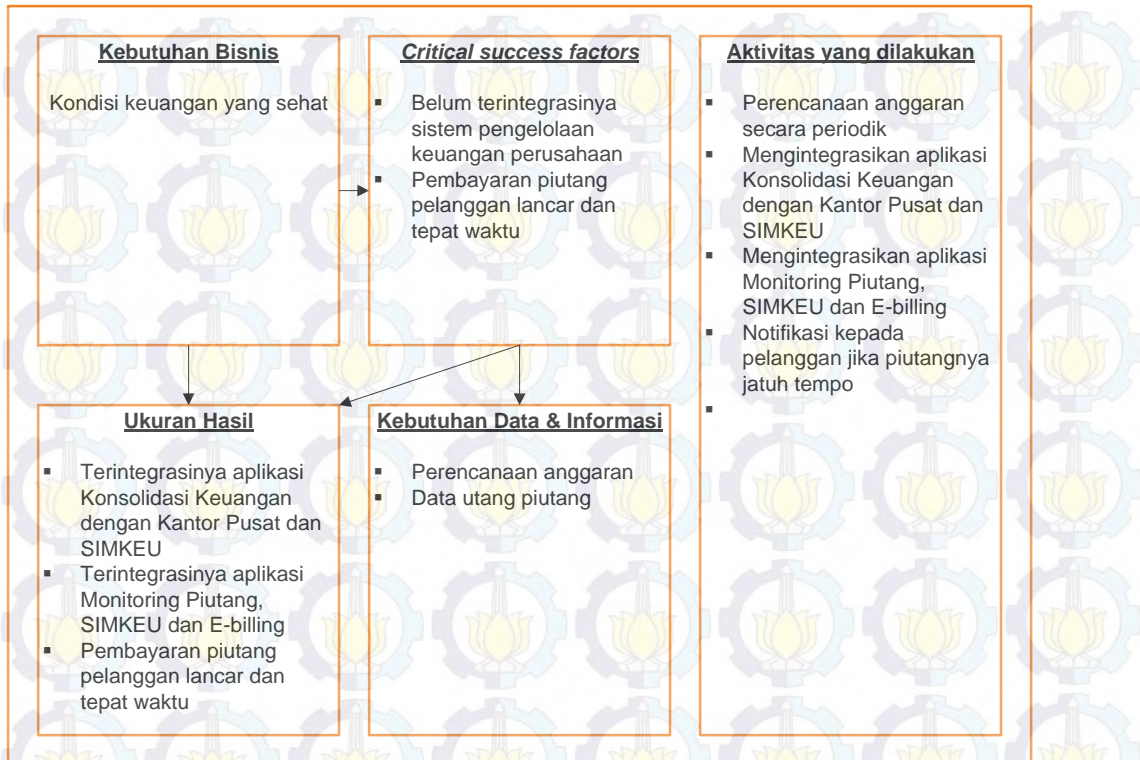 Kebutuhan Bisnis
Kondisi keuangan yang sehat
Critical success factors
▪ Belum terintegrasinya
sistem pengelolaan
keuangan perusahaan
▪ Pembayaran piutang
pelanggan lancar dan
tepat waktu
Aktivitas yang dilakukan
▪ Perencanaan anggaran
secara periodik
▪ Mengintegrasikan aplikasi
Konsolidasi Keuangan
dengan Kantor Pusat dan
SIMKEU
▪ Mengintegrasikan aplikasi
Monitoring Piutang,
SIMKEU dan E-billing
▪ Notifikasi kepada
pelanggan jika piutangnya
jatuh tempo
▪
Ukuran Hasil
▪ Terintegrasinya aplikasi
Konsolidasi Keuangan
dengan Kantor Pusat dan
SIMKEU
▪ Terintegrasinya aplikasi
Monitoring Piutang,
SIMKEU dan E-billing
▪ Pembayaran piutang
pelanggan lancar dan
tepat waktu
Kebutuhan Data & Informasi
▪ Perencanaan anggaran
▪ Data utang piutang